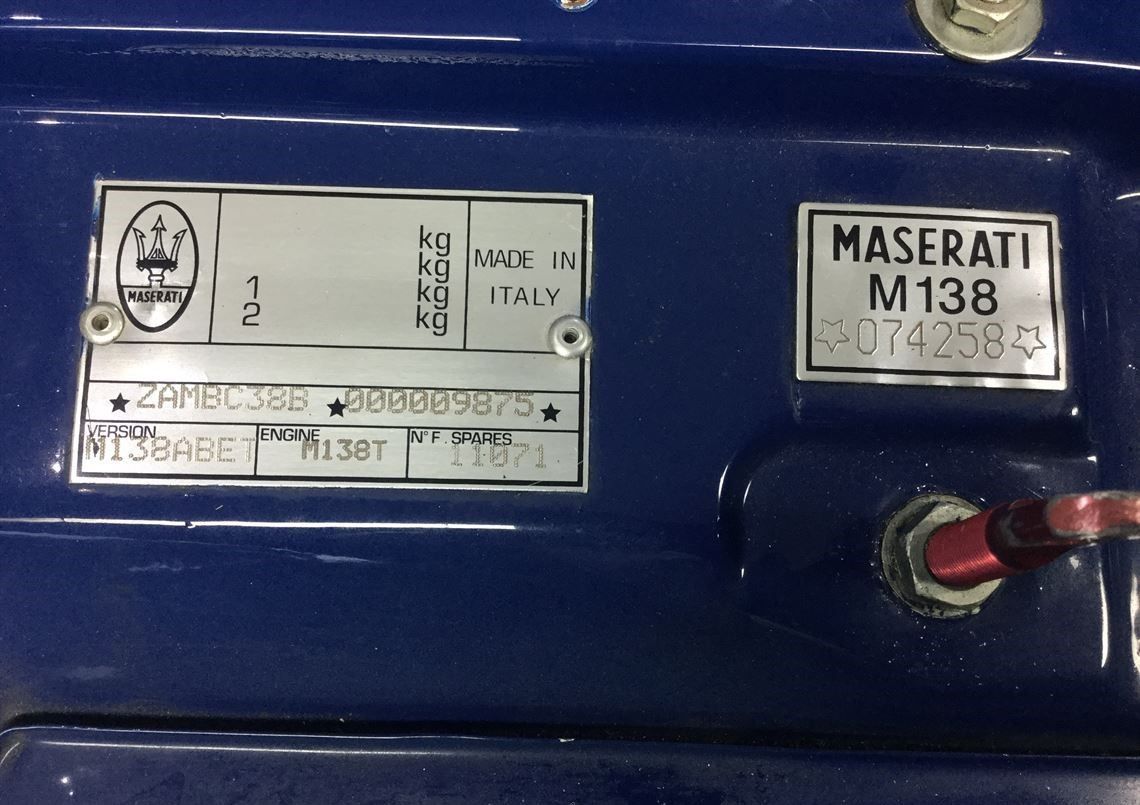 MASERATI
kg
kg
1 kg
2 kg
MADE IN
ITALY
★ ZAMBC38B ★000009875★
VERSION ENGINE N° F. SPARES
M138ABET M138T 11071
MASERATI
M138
☆074258☆